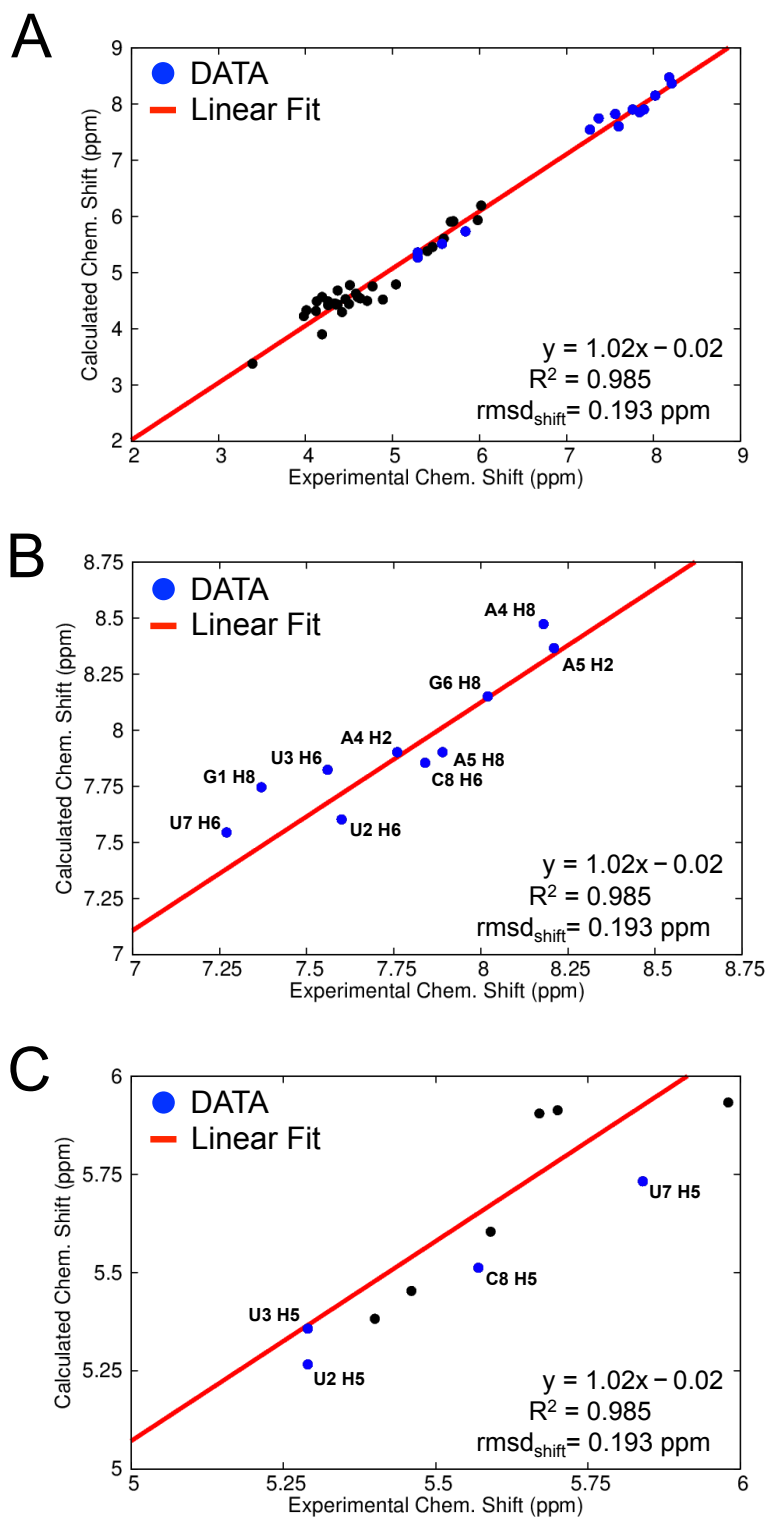 A
9
8
7
6
5
4
3
2
Calculated Chem. Shift (ppm)
DATA
Linear Fit
y = 1.02x − 0.02
R² = 0.985
rmsd_shift = 0.193 ppm
2 3 4 5 6 7 8 9
Experimental Chem. Shift (ppm)
B
8.75
8.5
8.25
8
7.75
7.5
7.25
7
Calculated Chem. Shift (ppm)
DATA
Linear Fit
A4 H8
A5 H2
G6 H8
A4 H2
U3 H6
A5 H8
G1 H8
C8 H6
U7 H6
U2 H6
y = 1.02x − 0.02
R² = 0.985
rmsd_shift = 0.193 ppm
7 7.25 7.5 7.75 8 8.25 8.5 8.75
Experimental Chem. Shift (ppm)
C
6
5.75
5.5
5.25
5
Calculated Chem. Shift (ppm)
DATA
Linear Fit
U7 H5
C8 H5
U3 H5
U2 H5
y = 1.02x − 0.02
R² = 0.985
rmsd_shift = 0.193 ppm
5 5.25 5.5 5.75 6
Experimental Chem. Shift (ppm)